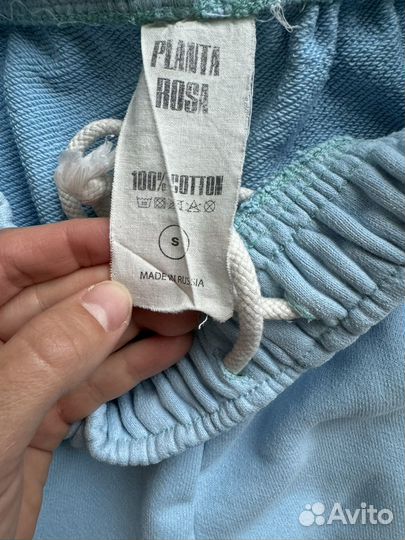 PLANTA
ROSA
100% COTTON
S
MADE IN RUSSIA
Avito